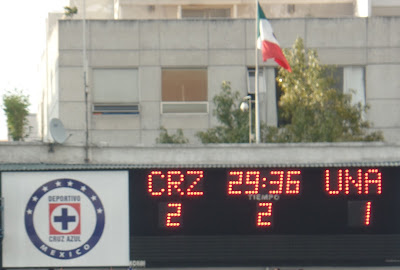 DEPORTIVO
CRUZ AZUL
MEXICO
CRZ 29:36 UNA
TIEMPO
2 2 1